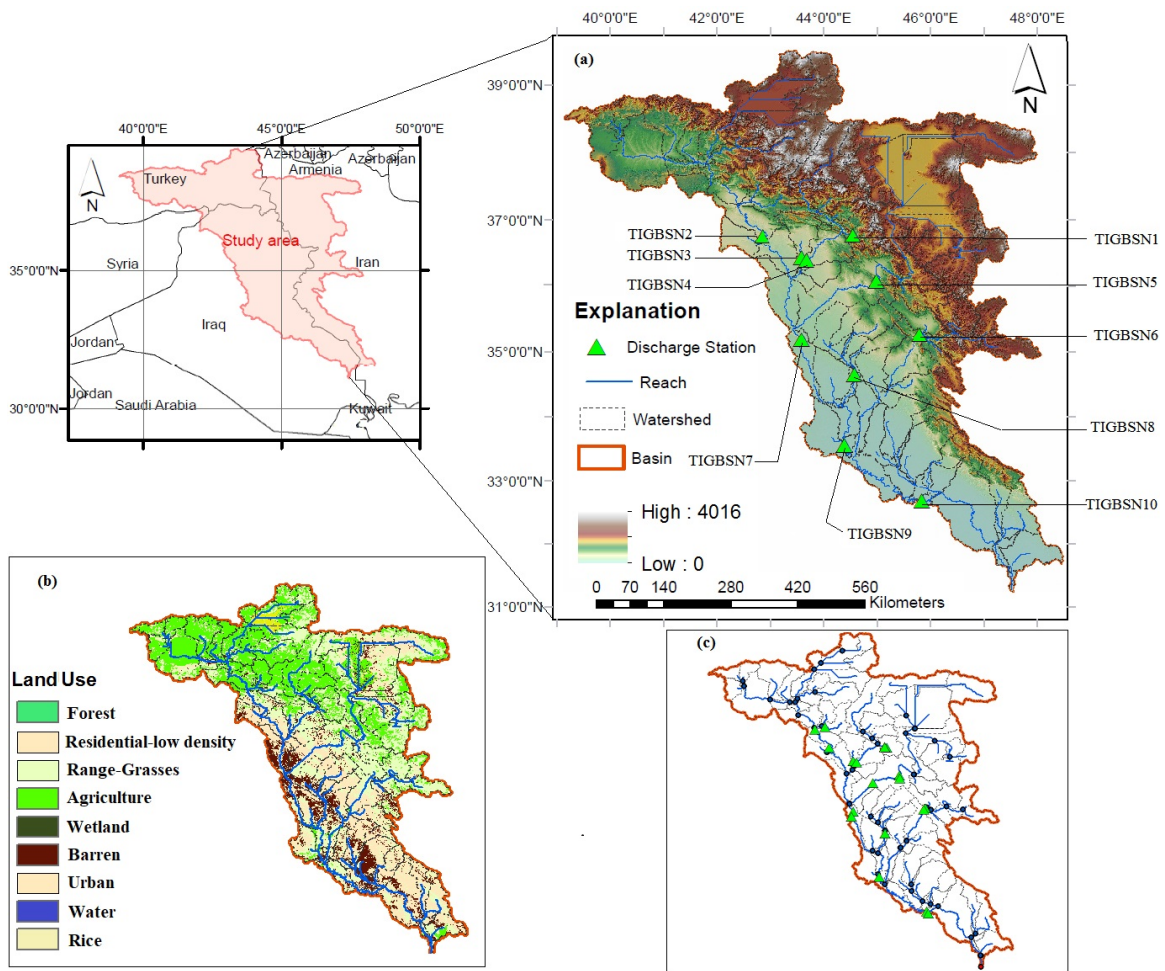 40°0'0"E 42°0'0"E 44°0'0"E 46°0'0"E 48°0'0"E
(a)
N
39°0'0"N
37°0'0"N
35°0'0"N
33°0'0"N
31°0'0"N
TIGBSN2
TIGBSN3
TIGBSN4
TIGBSN7
TIGBSN9
TIGBSN1
TIGBSN5
TIGBSN6
TIGBSN8
TIGBSN10
Explanation
Discharge Station
Reach
Watershed
Basin
High : 4016
Low : 0
0 70 140 280 420 560
Kilometers
40°0'0"E 45°0'0"E 50°0'0"E
35°0'0"N
30°0'0"N
N
Azerbaijan
Azerbaijan
Armenia
Turkey
Study area
Syria
Iran
Iraq
Jordan
Jordan
Saudi Arabia
Kuwait
(b)
Land Use
Forest
Residential-low density
Range-Grasses
Agriculture
Wetland
Barren
Urban
Water
Rice
(c)